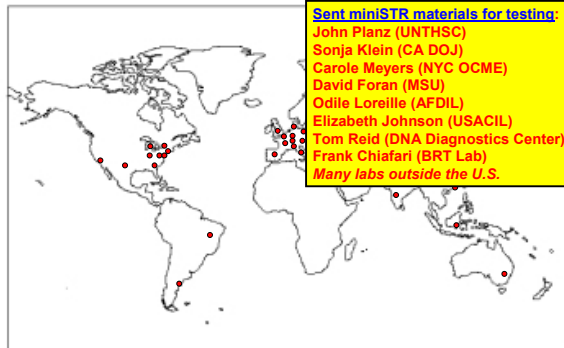 Sent miniSTR materials for testing:
John Planz (UNTHSC)
Sonja Klein (CA DOJ)
Carole Meyers (NYC OCME)
David Foran (MSU)
Odile Loreille (AFDIL)
Elizabeth Johnson (USACIL)
Tom Reid (DNA Diagnostics Center)
Frank Chiafari (BRT Lab)
Many labs outside the U.S.